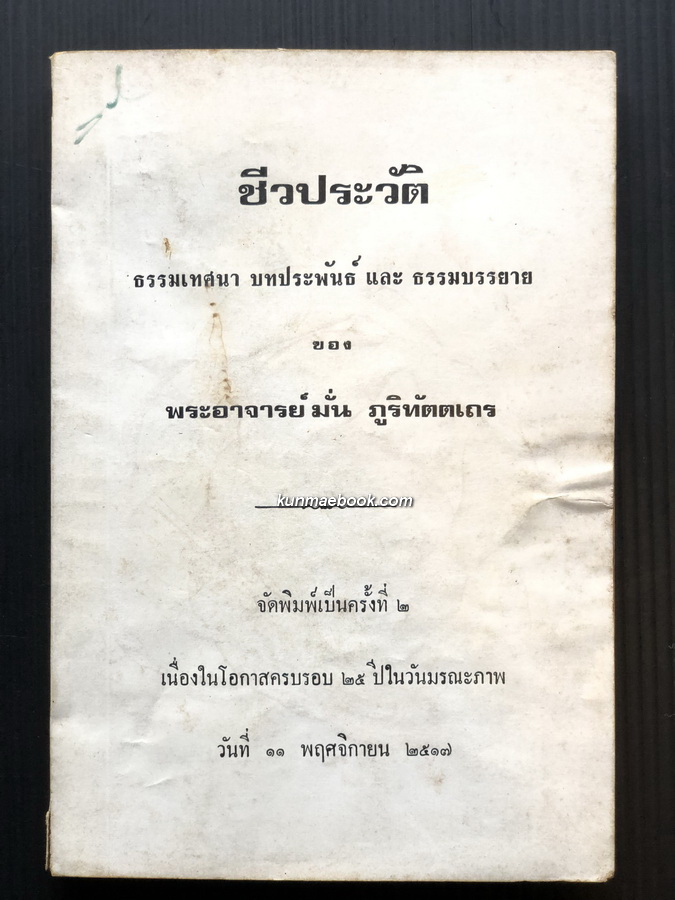 ชีวประวัติ
ธรรมเทศนา บทประพันธ์ และ ธรรมบรรยาย
ของ
พระอาจารย์มั่น ภูริทัตตเถร
kunmaebook.com
จัดพิมพ์เป็นครั้งที่ ๒
เนื่องในโอกาสครบรอบ ๒๕ ปีในวันมรณะภาพ
วันที่ ๑๑ พฤศจิกายน ๒๕๑๗